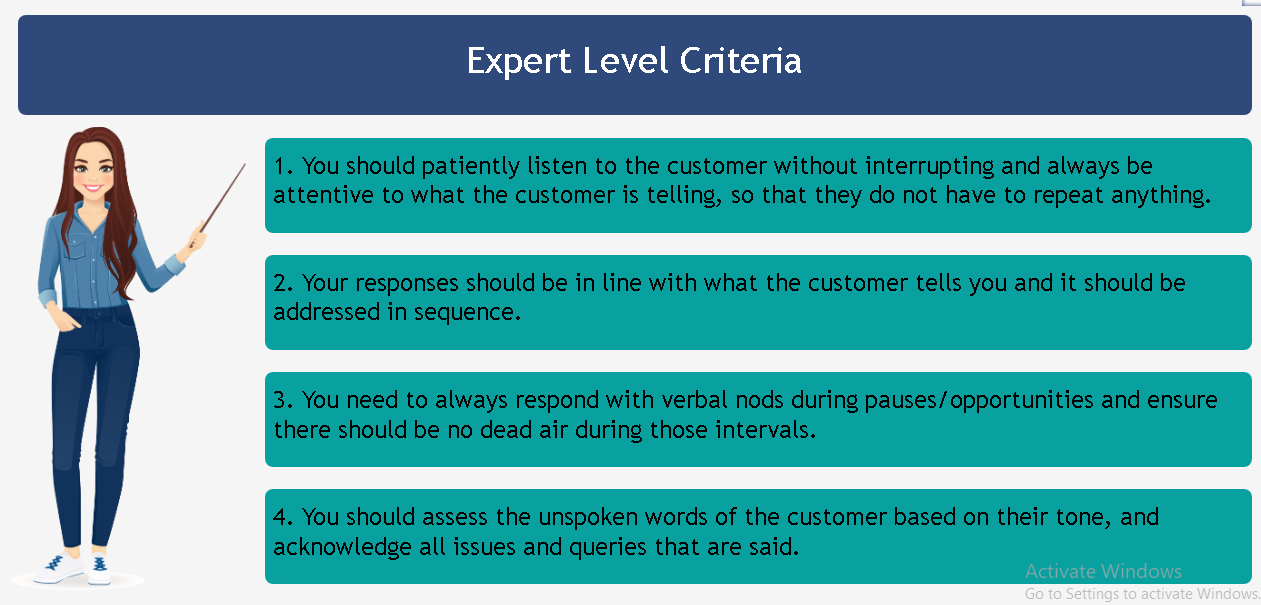 Expert Level Criteria
1. You should patiently listen to the customer without interrupting and always be
attentive to what the customer is telling, so that they do not have to repeat anything.
2. Your responses should be in line with what the customer tells you and it should be
addressed in sequence.
3. You need to always respond with verbal nods during pauses/opportunities and ensure
there should be no dead air during those intervals.
4. You should assess the unspoken words of the customer based on their tone, and
acknowledge all issues and queries that are said.
Activate Windows
Go to Settings to activate Windows.